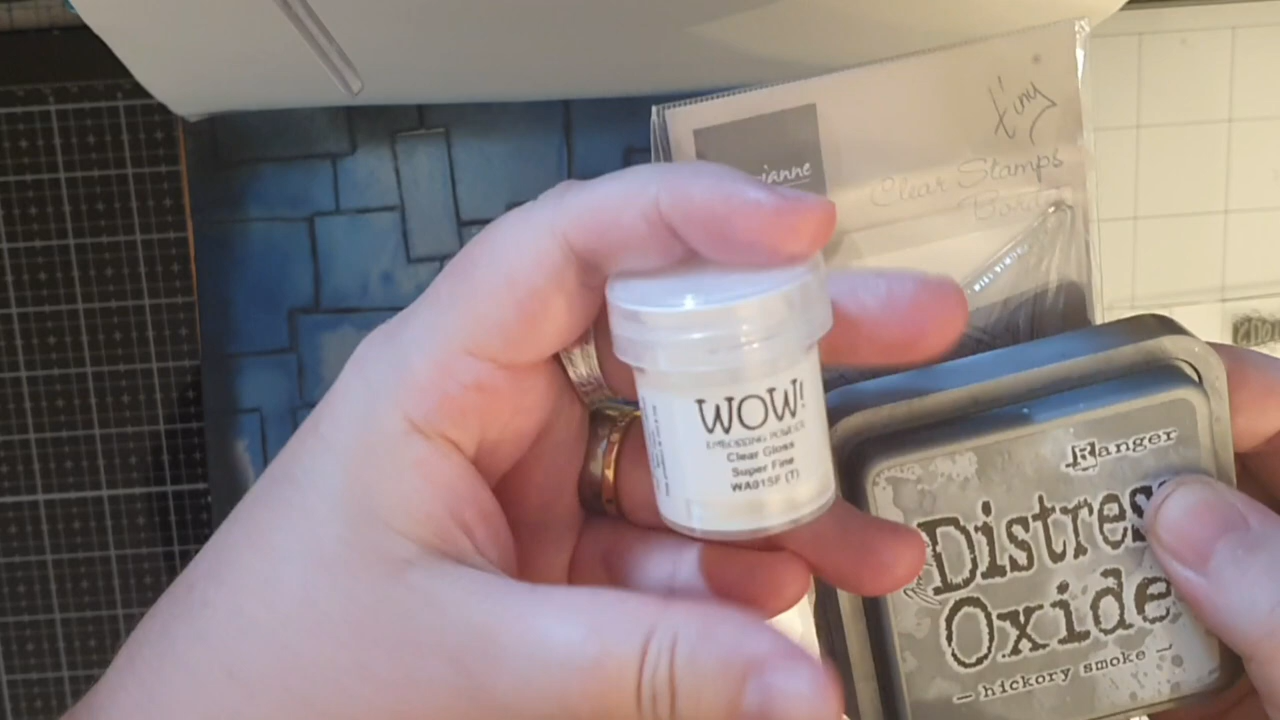 tiny
Clear Stamps
WOW!
EMBOSSING POWDER
Clear Gloss
Super Fine
WA01SF (T)
Ranger
Distress
Oxide
— hickory smoke —